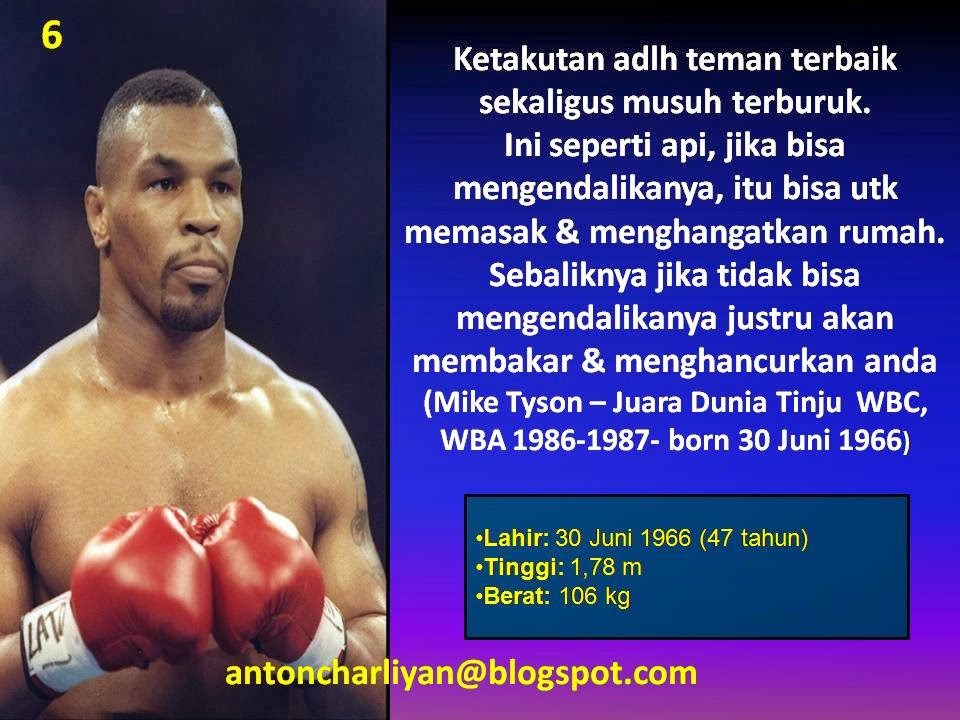 6
Ketakutan adlh teman terbaik
sekaligus musuh terburuk.
Ini seperti api, jika bisa
mengendalikanya, itu bisa utk
memasak & menghangatkan rumah.
Sebaliknya jika tidak bisa
mengendalikanya justru akan
membakar & menghancurkan anda
(Mike Tyson – Juara Dunia Tinju WBC,
WBA 1986-1987- born 30 Juni 1966)
•Lahir: 30 Juni 1966 (47 tahun)
•Tinggi: 1,78 m
•Berat: 106 kg
antoncharliyan@blogspot.com